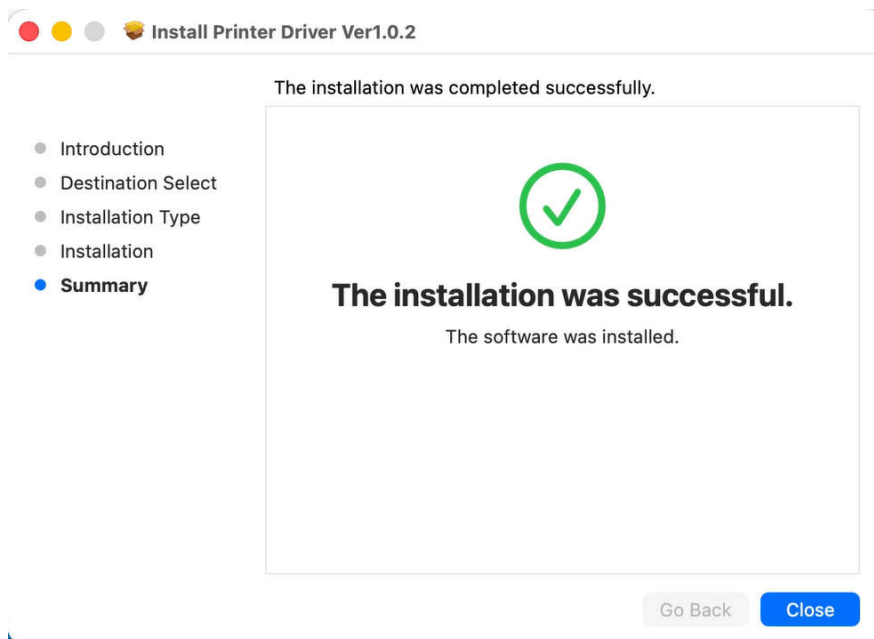 Install Printer Driver Ver1.0.2
The installation was completed successfully.
Introduction
Destination Select
Installation Type
Installation
Summary
The installation was successful.
The software was installed.
Go Back
Close